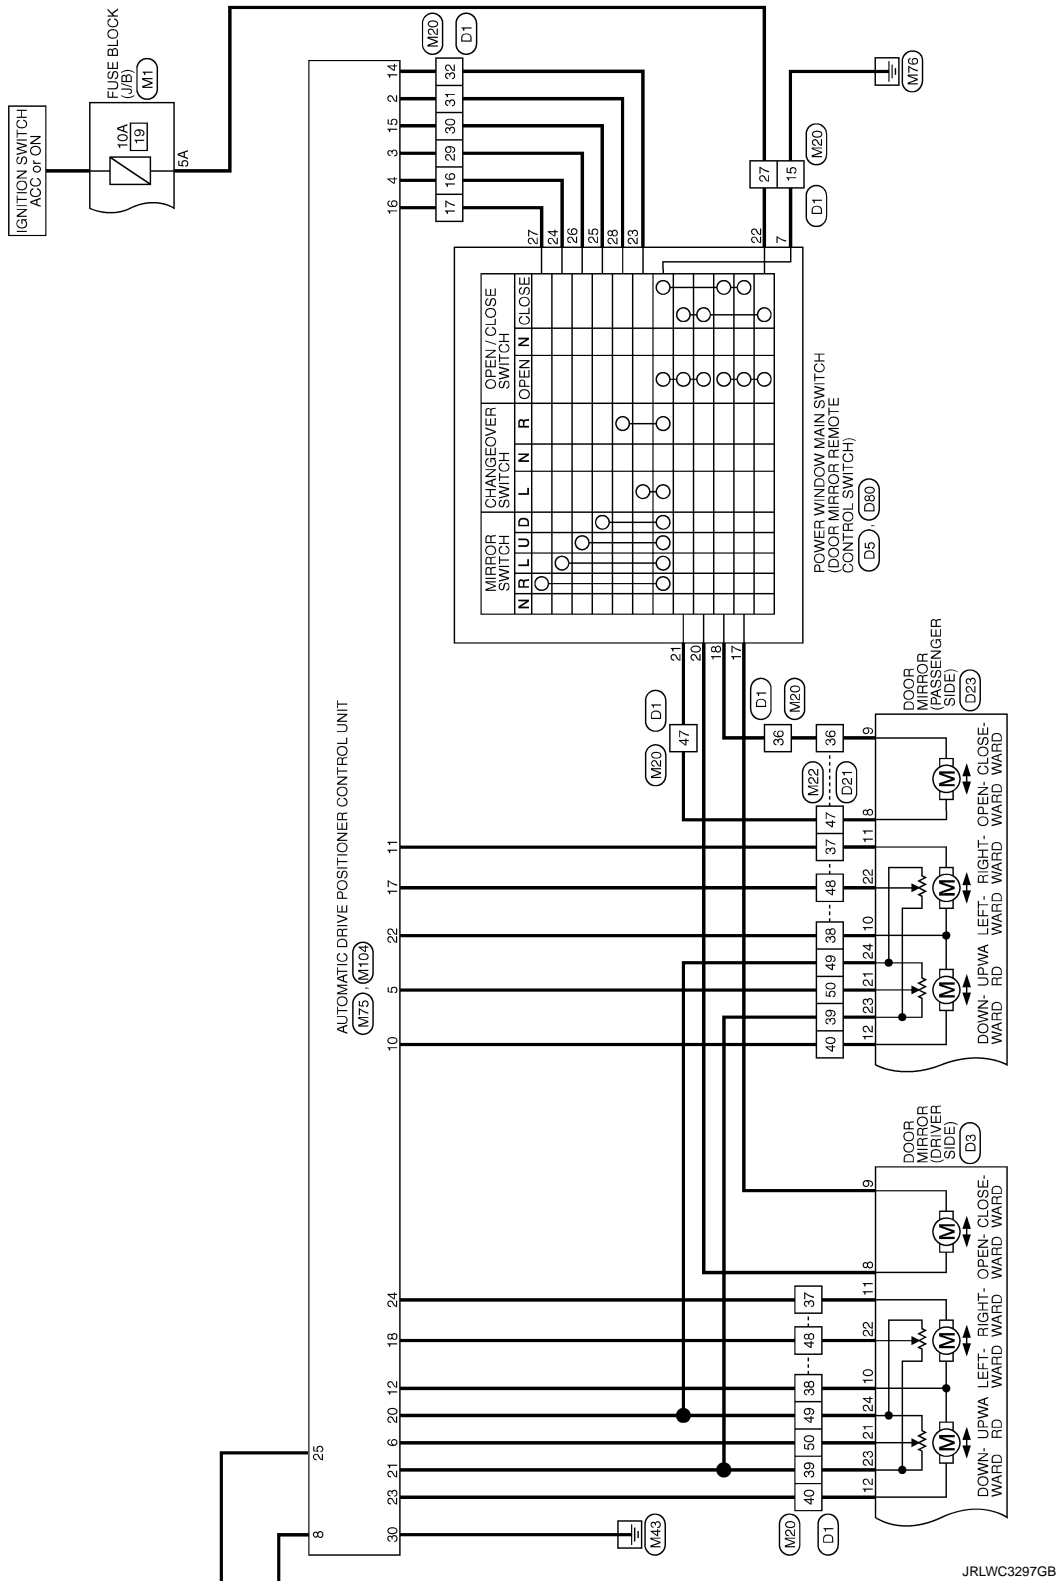 IGNITION SWITCH
ACC or ON
FUSE BLOCK
(J/B)
M1
10A
19
5A
M20
D1
14
2
15
3
4
16
32
31
30
29
16
17
27
24
26
25
28
23
22
7
27
15
M20
D1
M76
AUTOMATIC DRIVE POSITIONER CONTROL UNIT
M75 , M104
MIRROR
SWITCH
N R L U D
CHANGEOVER
SWITCH
L N R
OPEN / CLOSE
SWITCH
OPEN N CLOSE
POWER WINDOW MAIN SWITCH
(DOOR MIRROR REMOTE
CONTROL SWITCH)
D5 , D80
21
20
18
17
M20
D1
47
D1
M20
36
36
M22
D21
11
17
22
5
10
47
37
48
38
49
50
39
40
9
8
11
22
10
24
21
23
12
DOOR
MIRROR
(PASSENGER
SIDE)
D23
M
M
M
DOWN- UPWA LEFT- RIGHT- OPEN- CLOSE-
WARD RD WARD WARD WARD WARD
DOOR
MIRROR
(DRIVER
SIDE)
D3
24
18
12
20
6
21
23
30
25
8
37
48
38
49
50
39
40
M20
D1
9
8
11
22
10
24
21
23
12
M
M
M
DOWN- UPWA LEFT- RIGHT- OPEN- CLOSE-
WARD RD WARD WARD WARD WARD
M43
JRLWC3297GB